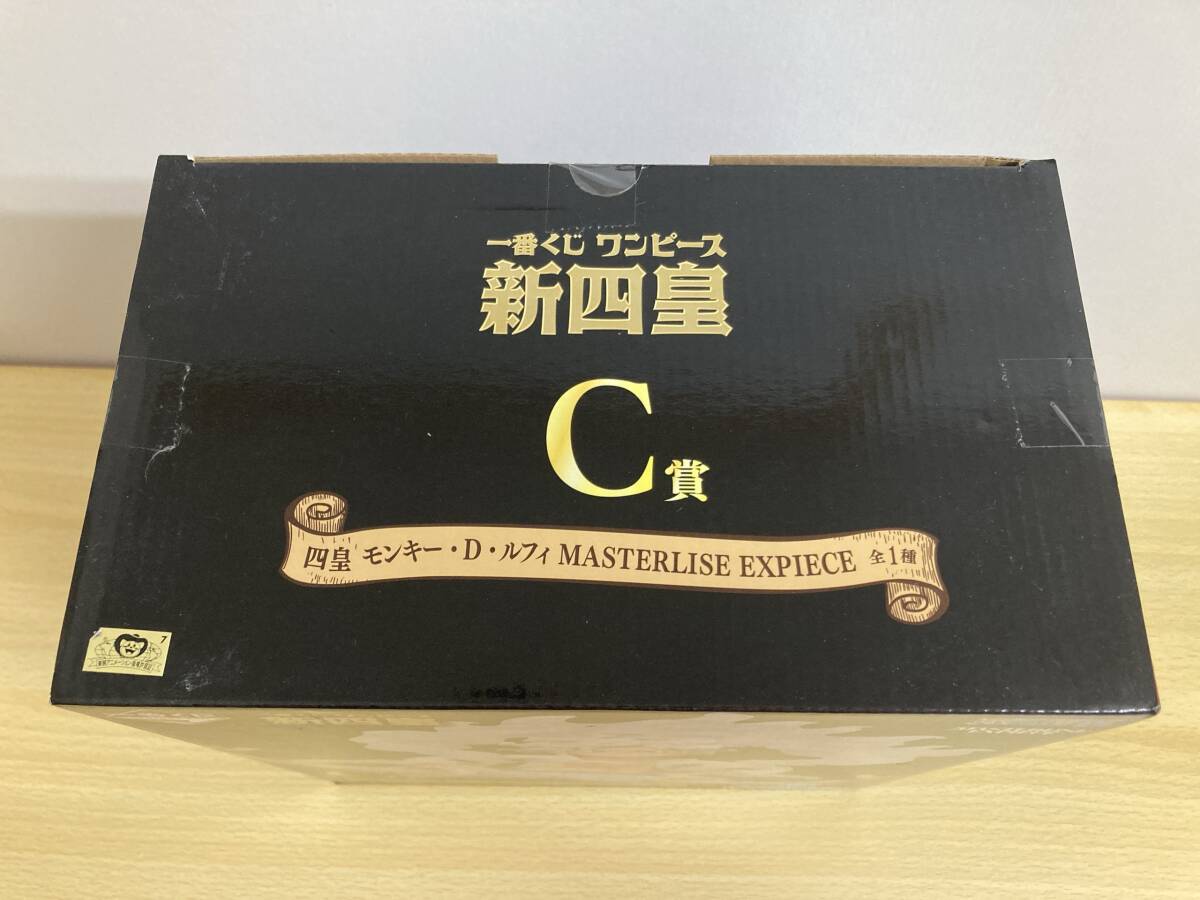 一番くじ ワンピース
新四皇
C賞
四皇 モンキー・D・ルフィ MASTERLISE EXPIECE 全1種
7